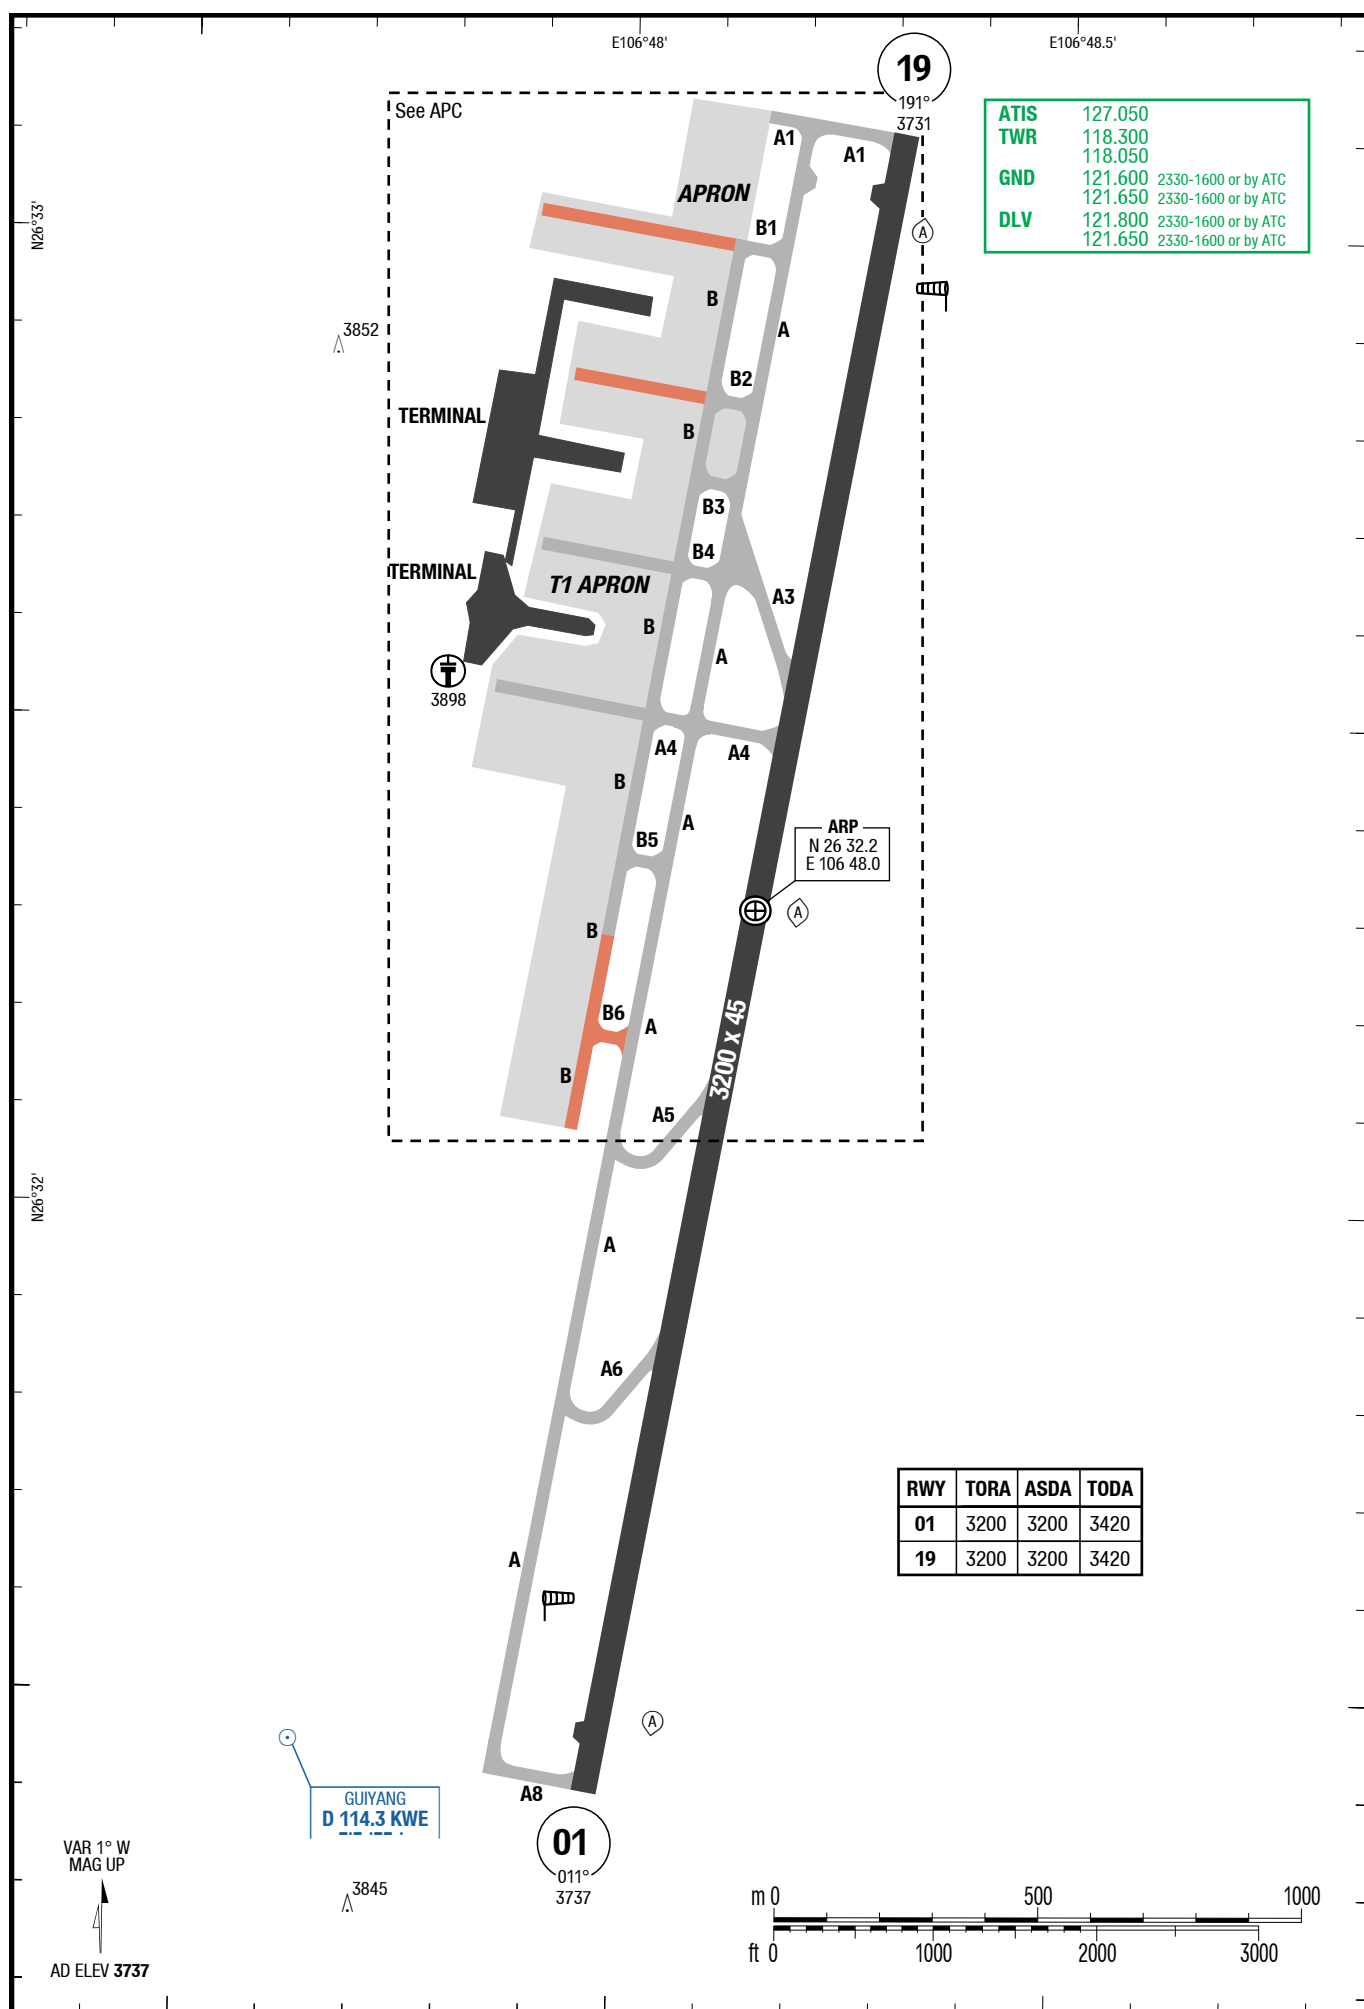 E106°48'
E106°48.5'
19
191°
3731
See APC
ATIS 127.050
TWR 118.300
118.050
GND 121.600 2330-1600 or by ATC
121.650 2330-1600 or by ATC
DLV 121.800 2330-1600 or by ATC
121.650 2330-1600 or by ATC
A1
A1
APRON
N26°33'
B1
A
B
A
3852
B2
TERMINAL
B
B3
B4
TERMINAL
T1 APRON
A3
B
A
3898
A4
A4
B
A
B5
ARP
N 26 32.2
E 106 48.0
A
B
3200 x 45
B6
A
B
A5
N26°32'
A
A6
RWY TORA ASDA TODA
01 3200 3200 3420
19 3200 3200 3420
A
A
GUIYANG
D 114.3 KWE
A8
01
011°
3737
VAR 1° W
MAG UP
3845
AD ELEV 3737
m 0 500 1000
ft 0 1000 2000 3000